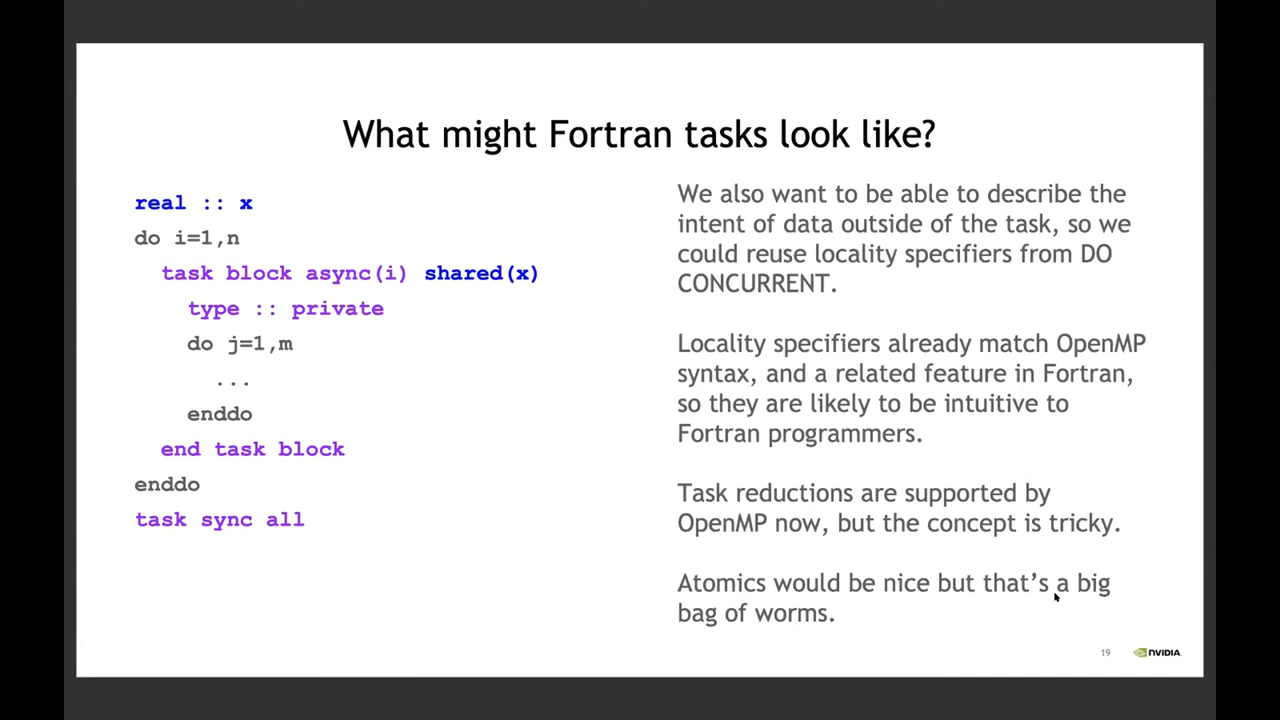 What might Fortran tasks look like?
real :: x
do i=1,n
task block async(i) shared(x)
type :: private
do j=1,m
...
enddo
end task block
enddo
task sync all
We also want to be able to describe the
intent of data outside of the task, so we
could reuse locality specifiers from DO
CONCURRENT.
Locality specifiers already match OpenMP
syntax, and a related feature in Fortran,
so they are likely to be intuitive to
Fortran programmers.
Task reductions are supported by
OpenMP now, but the concept is tricky.
Atomics would be nice but that's a big
bag of worms.
19
NVIDIA.